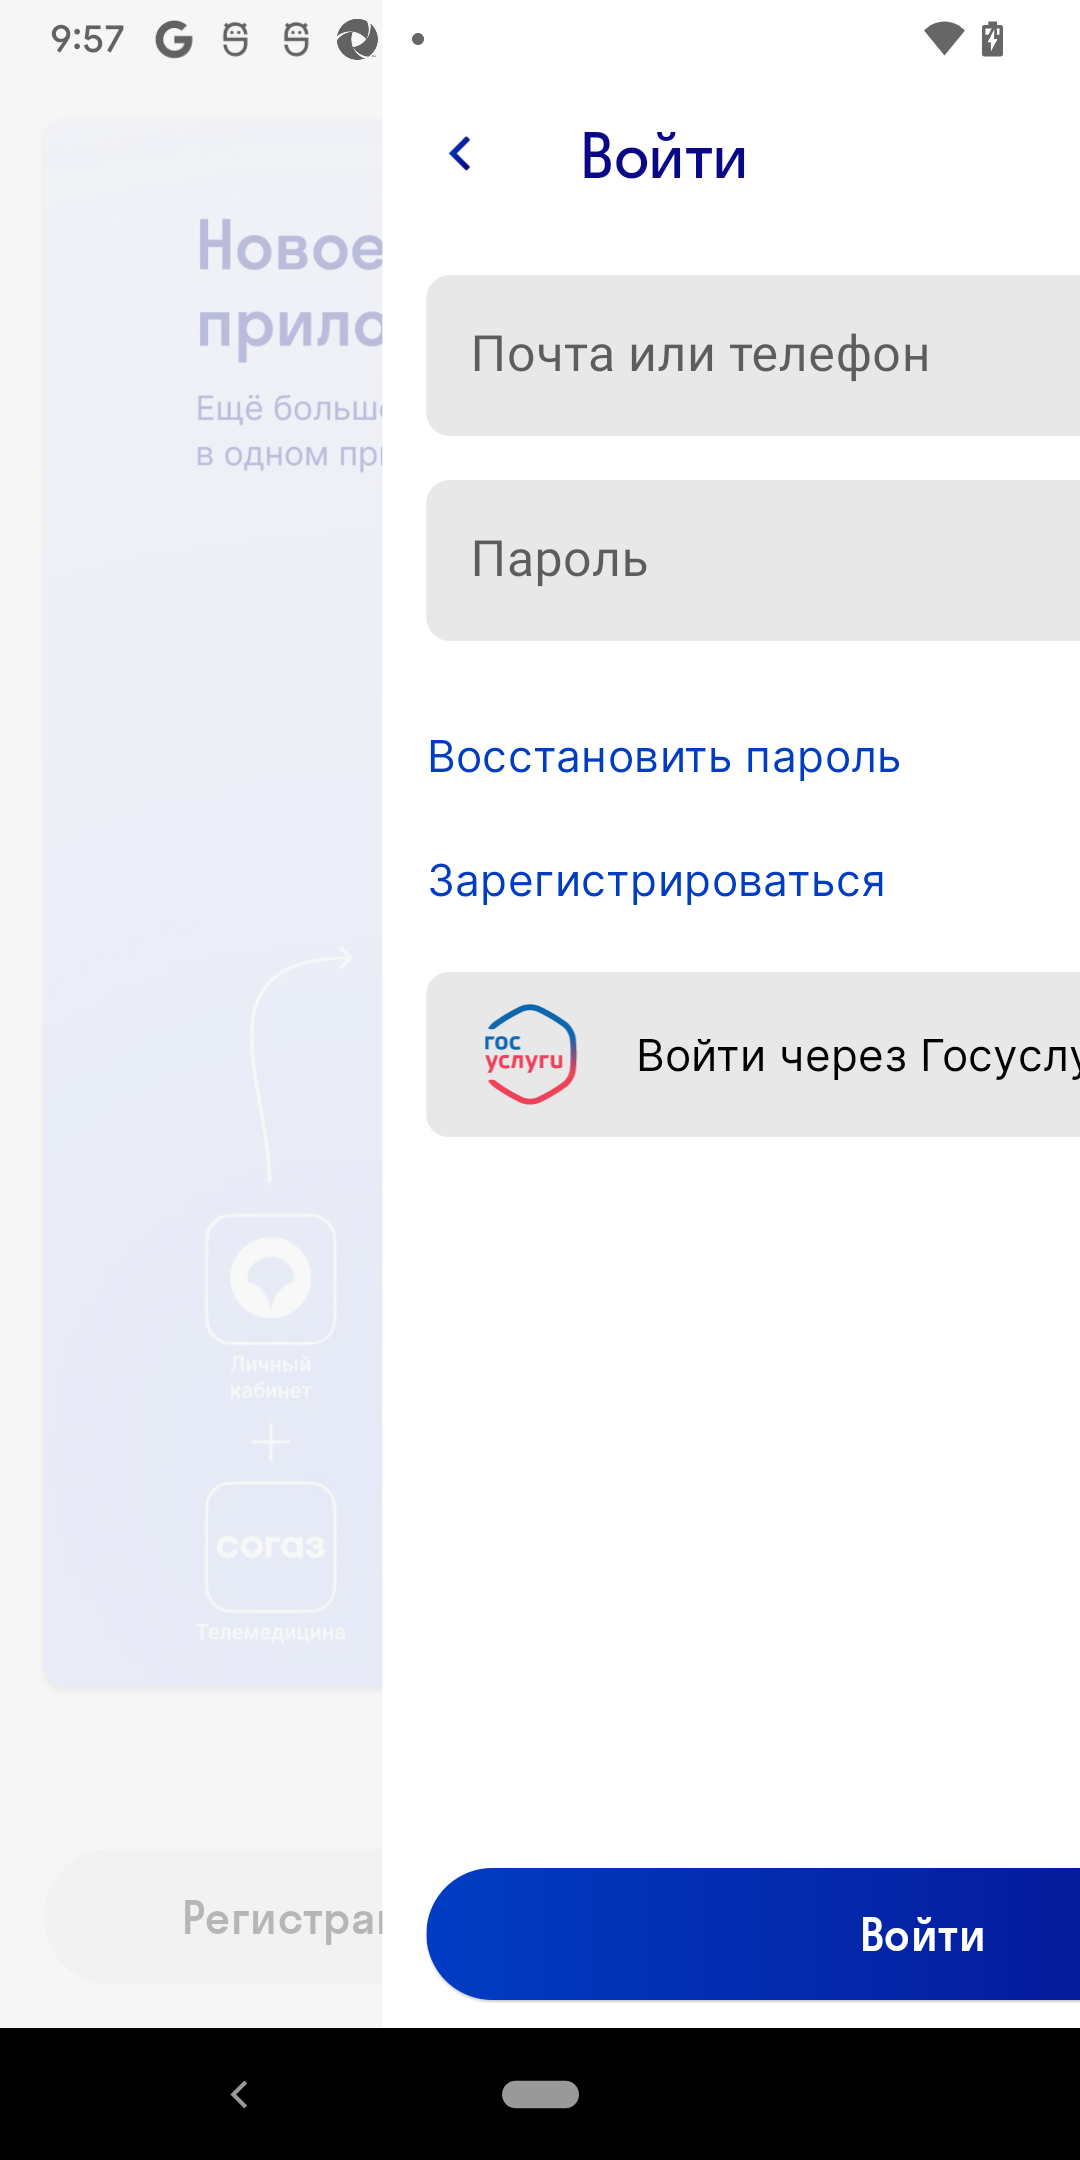 9:57
Войти
Новое
прило
Ещё больш
в одном пр
Почта или телефон
Пароль
Восстановить пароль
Зарегистрироваться
гос
услуги
Войти через Госуслу
Личный
кабинет
согаз
Телемедицина
Регистра
Войти